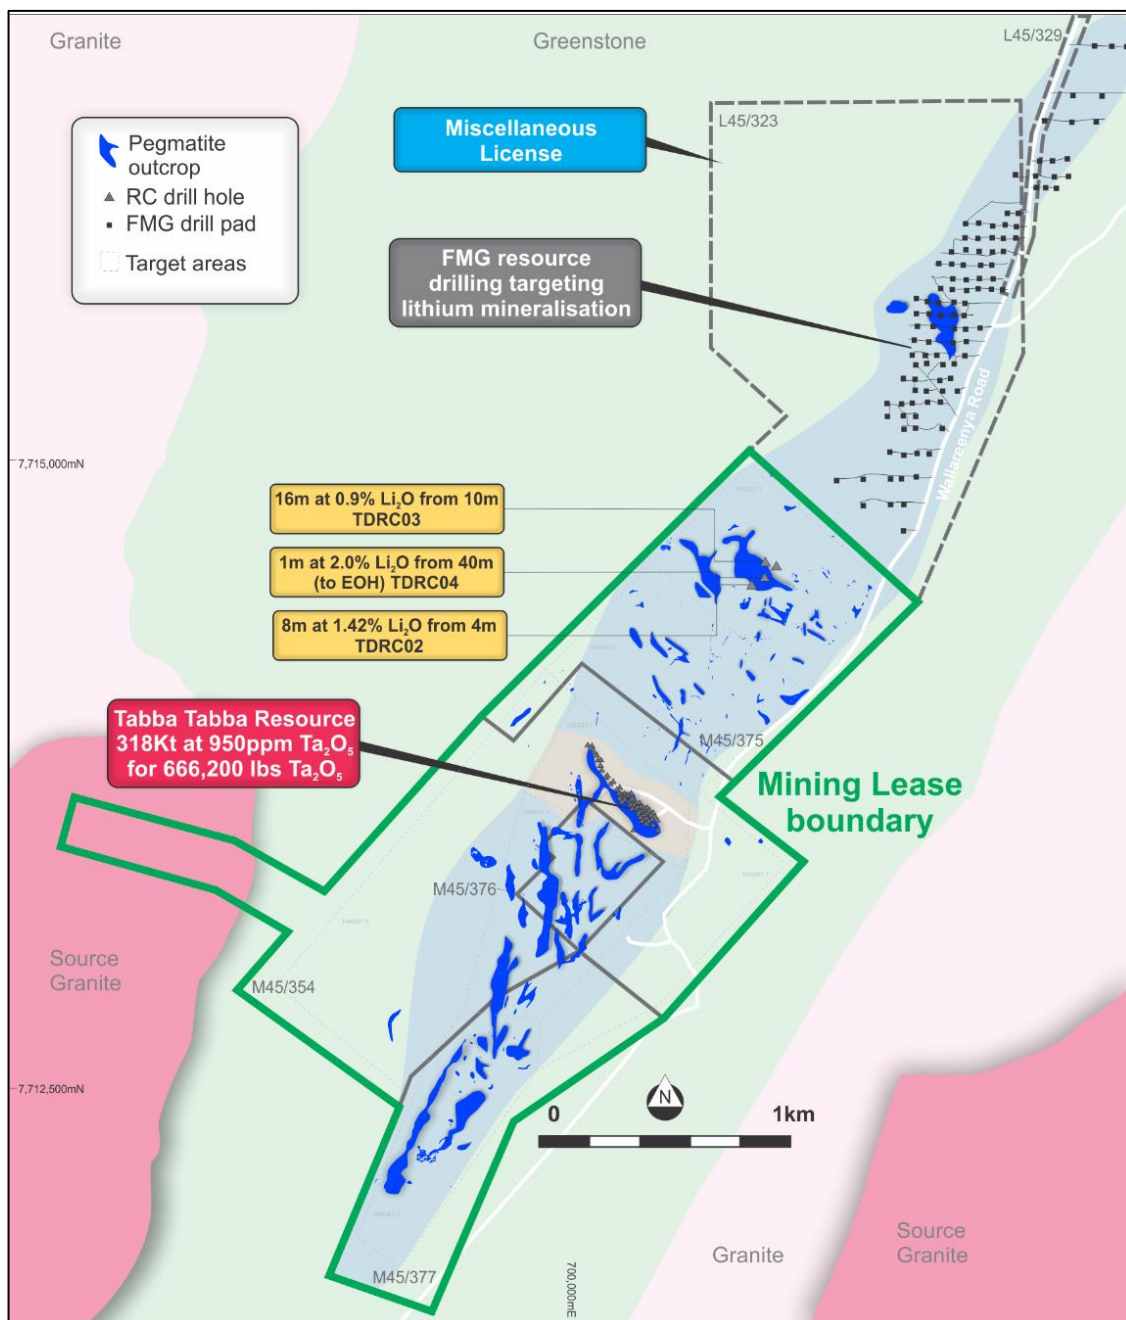 Granite
Greenstone
L45/329
L45/323
Pegmatite
outcrop
RC drill hole
FMG drill pad
Target areas
Miscellaneous
License
FMG resource
drilling targeting
lithium mineralisation
Wallareenya Road
7,715,000mN
16m at 0.9% Li₂O from 10m
TDRC03
1m at 2.0% Li₂O from 40m
(to EOH) TDRC04
8m at 1.42% Li₂O from 4m
TDRC02
Tabba Tabba Resource
318Kt at 950ppm Ta₂O₅
for 666,200 lbs Ta₂O₅
M45/375
Mining Lease
boundary
M45/376
Source
Granite
M45/354
7,712,500mN
N
0
1km
Source
Granite
Granite
M45/377
700,000mE